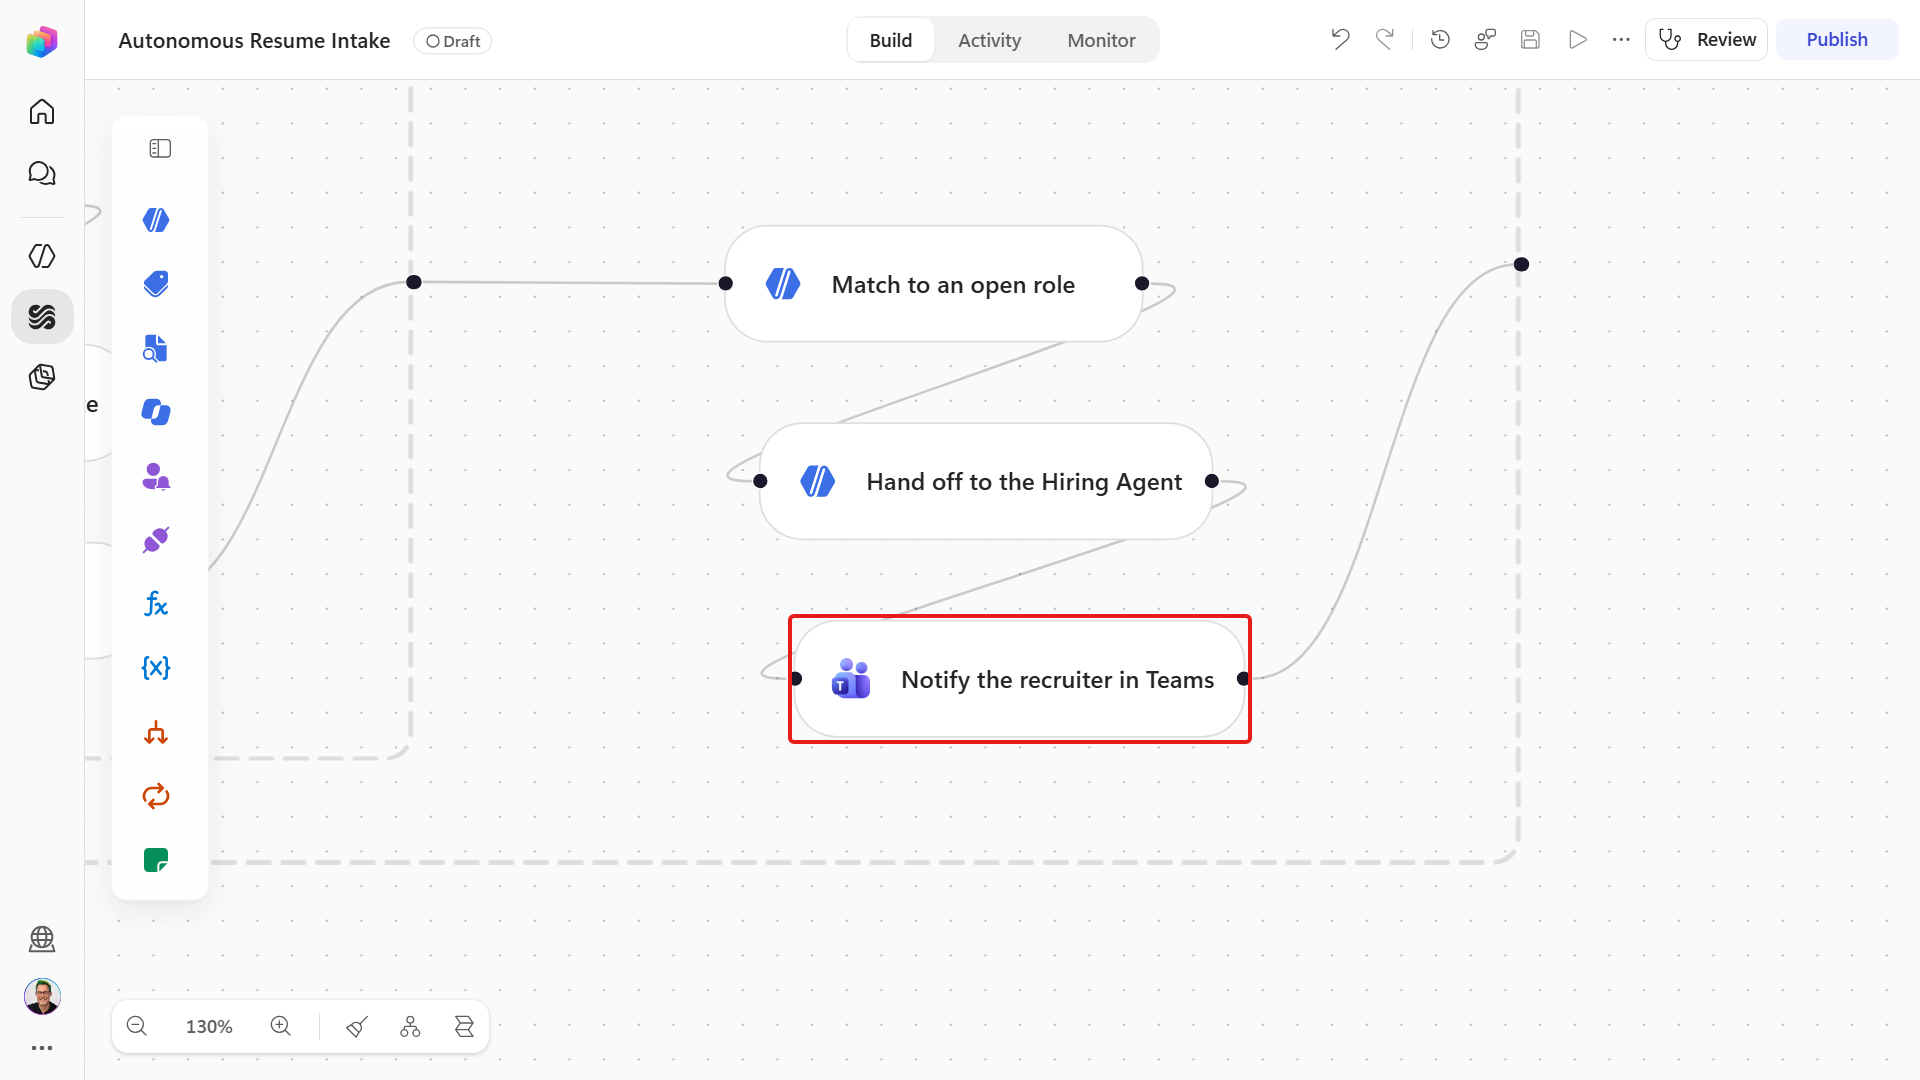 Autonomous Resume Intake
Draft
Build
Activity
Monitor
Review
Publish
Match to an open role
e
Hand off to the Hiring Agent
T
Notify the recruiter in Teams
fx
{x}
130%